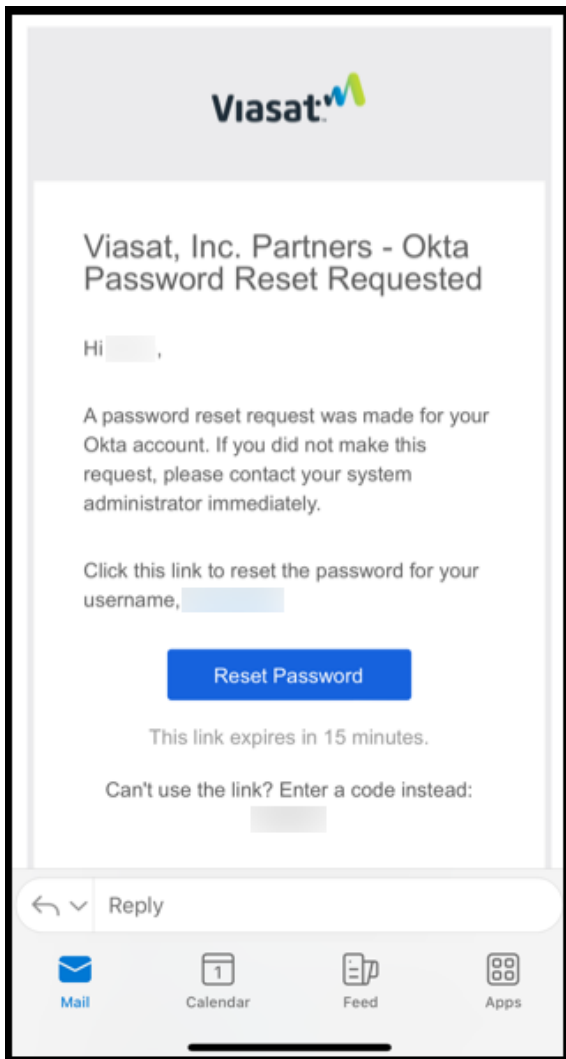 Viasat
Viasat, Inc. Partners - Okta
Password Reset Requested
Hi ,
A password reset request was made for your
Okta account. If you did not make this
request, please contact your system
administrator immediately.
Click this link to reset the password for your
username,
Reset Password
This link expires in 15 minutes.
Can't use the link? Enter a code instead:
Reply
1
Mail Calendar Feed Apps